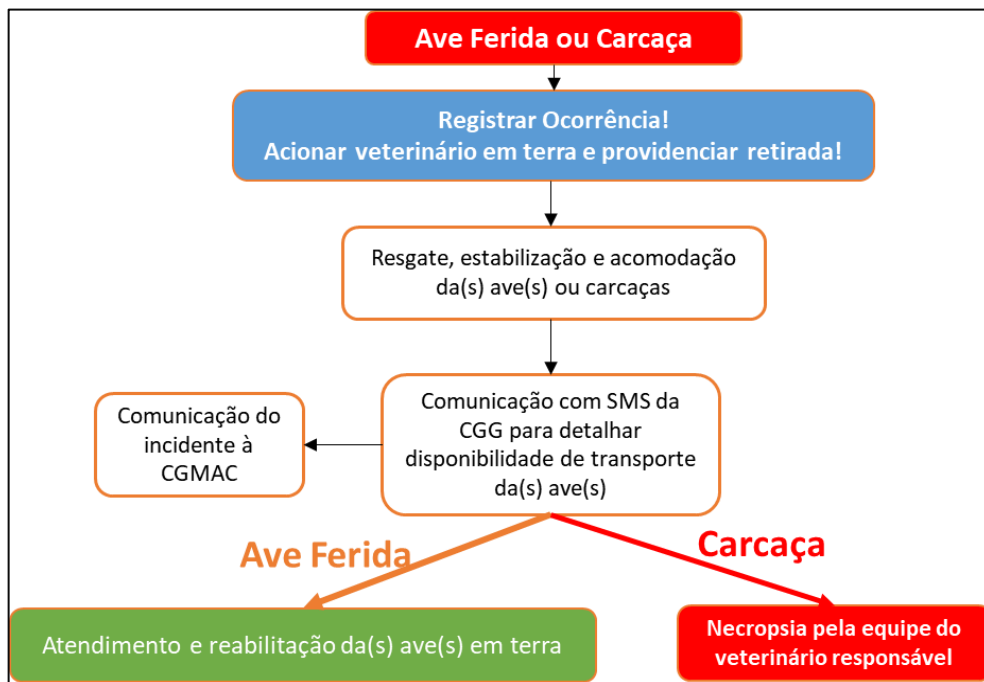 Ave Ferida ou Carcaça
Registrar Ocorrência!
Acionar veterinário em terra e providenciar retirada!
Resgate, estabilização e acomodação
da(s) ave(s) ou carcaças
Comunicação do
incidente à
CGMAC
Comunicação com SMS da
CGG para detalhar
disponibilidade de transporte
da(s) ave(s)
Ave Ferida
Carcaça
Atendimento e reabilitação da(s) ave(s) em terra
Necropsia pela equipe do
veterinário responsável